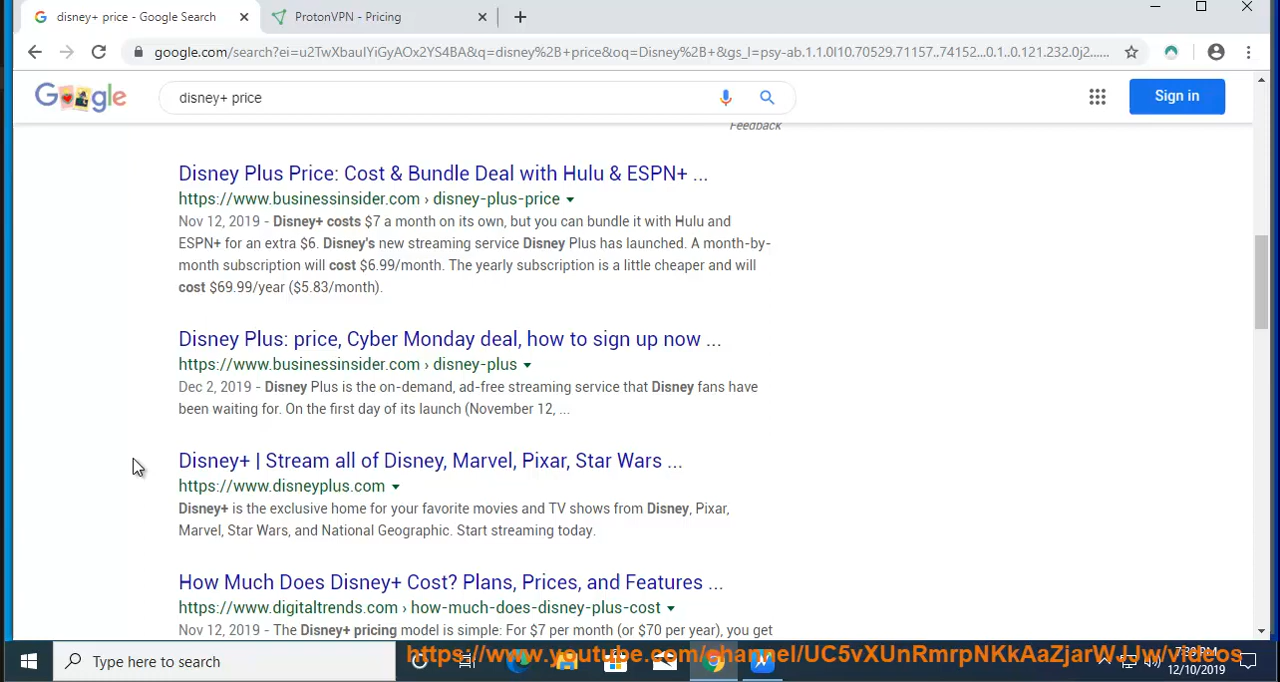 disney+ price - Google Search
ProtonVPN - Pricing
google.com/search?ei=u2TwXbauIYiGyAOx2YS4BA&q=disney%2B+price&oq=Disney%2B+&gs_l=psy-ab.1.1.0l10.70529.71157..74152...0.1..0.121.232.0j2......
Google
disney+ price
Sign in
Feedback
Disney Plus Price: Cost & Bundle Deal with Hulu & ESPN+ ...
https://www.businessinsider.com › disney-plus-price
Nov 12, 2019 - Disney+ costs $7 a month on its own, but you can bundle it with Hulu and
ESPN+ for an extra $6. Disney's new streaming service Disney Plus has launched. A month-by-
month subscription will cost $6.99/month. The yearly subscription is a little cheaper and will
cost $69.99/year ($5.83/month).
Disney Plus: price, Cyber Monday deal, how to sign up now ...
https://www.businessinsider.com › disney-plus
Dec 2, 2019 - Disney Plus is the on-demand, ad-free streaming service that Disney fans have
been waiting for. On the first day of its launch (November 12, ...
Disney+ | Stream all of Disney, Marvel, Pixar, Star Wars ...
https://www.disneyplus.com
Disney+ is the exclusive home for your favorite movies and TV shows from Disney, Pixar,
Marvel, Star Wars, and National Geographic. Start streaming today.
How Much Does Disney+ Cost? Plans, Prices, and Features ...
https://www.digitaltrends.com › how-much-does-disney-plus-cost
Nov 12, 2019 - The Disney+ pricing model is simple: For $7 per month (or $70 per year), you get
Type here to search
https://www.youtube.com/channel/UC5vXUnRmrpNKkAaZjarWJJw/videos
12/10/2019